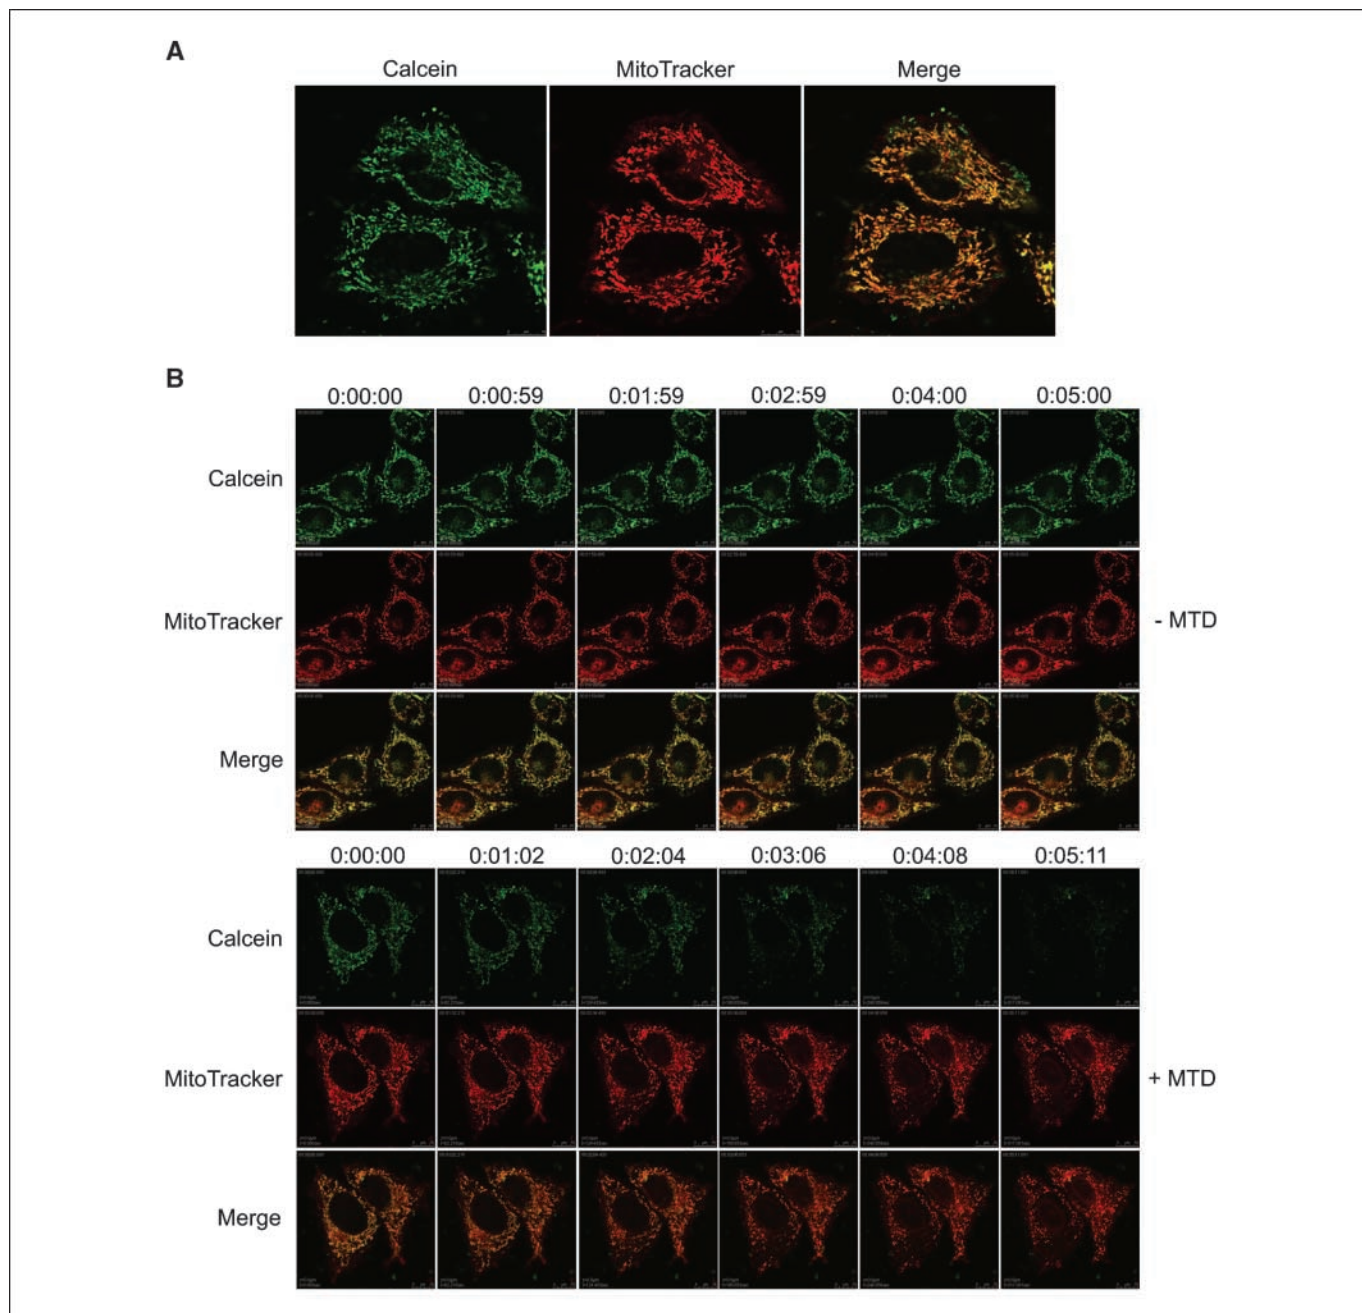 A
Calcein MitoTracker Merge
B
0:00:00 0:00:59 0:01:59 0:02:59 0:04:00 0:05:00
Calcein
MitoTracker
- MTD
Merge
0:00:00 0:01:02 0:02:04 0:03:06 0:04:08 0:05:11
Calcein
MitoTracker
+ MTD
Merge